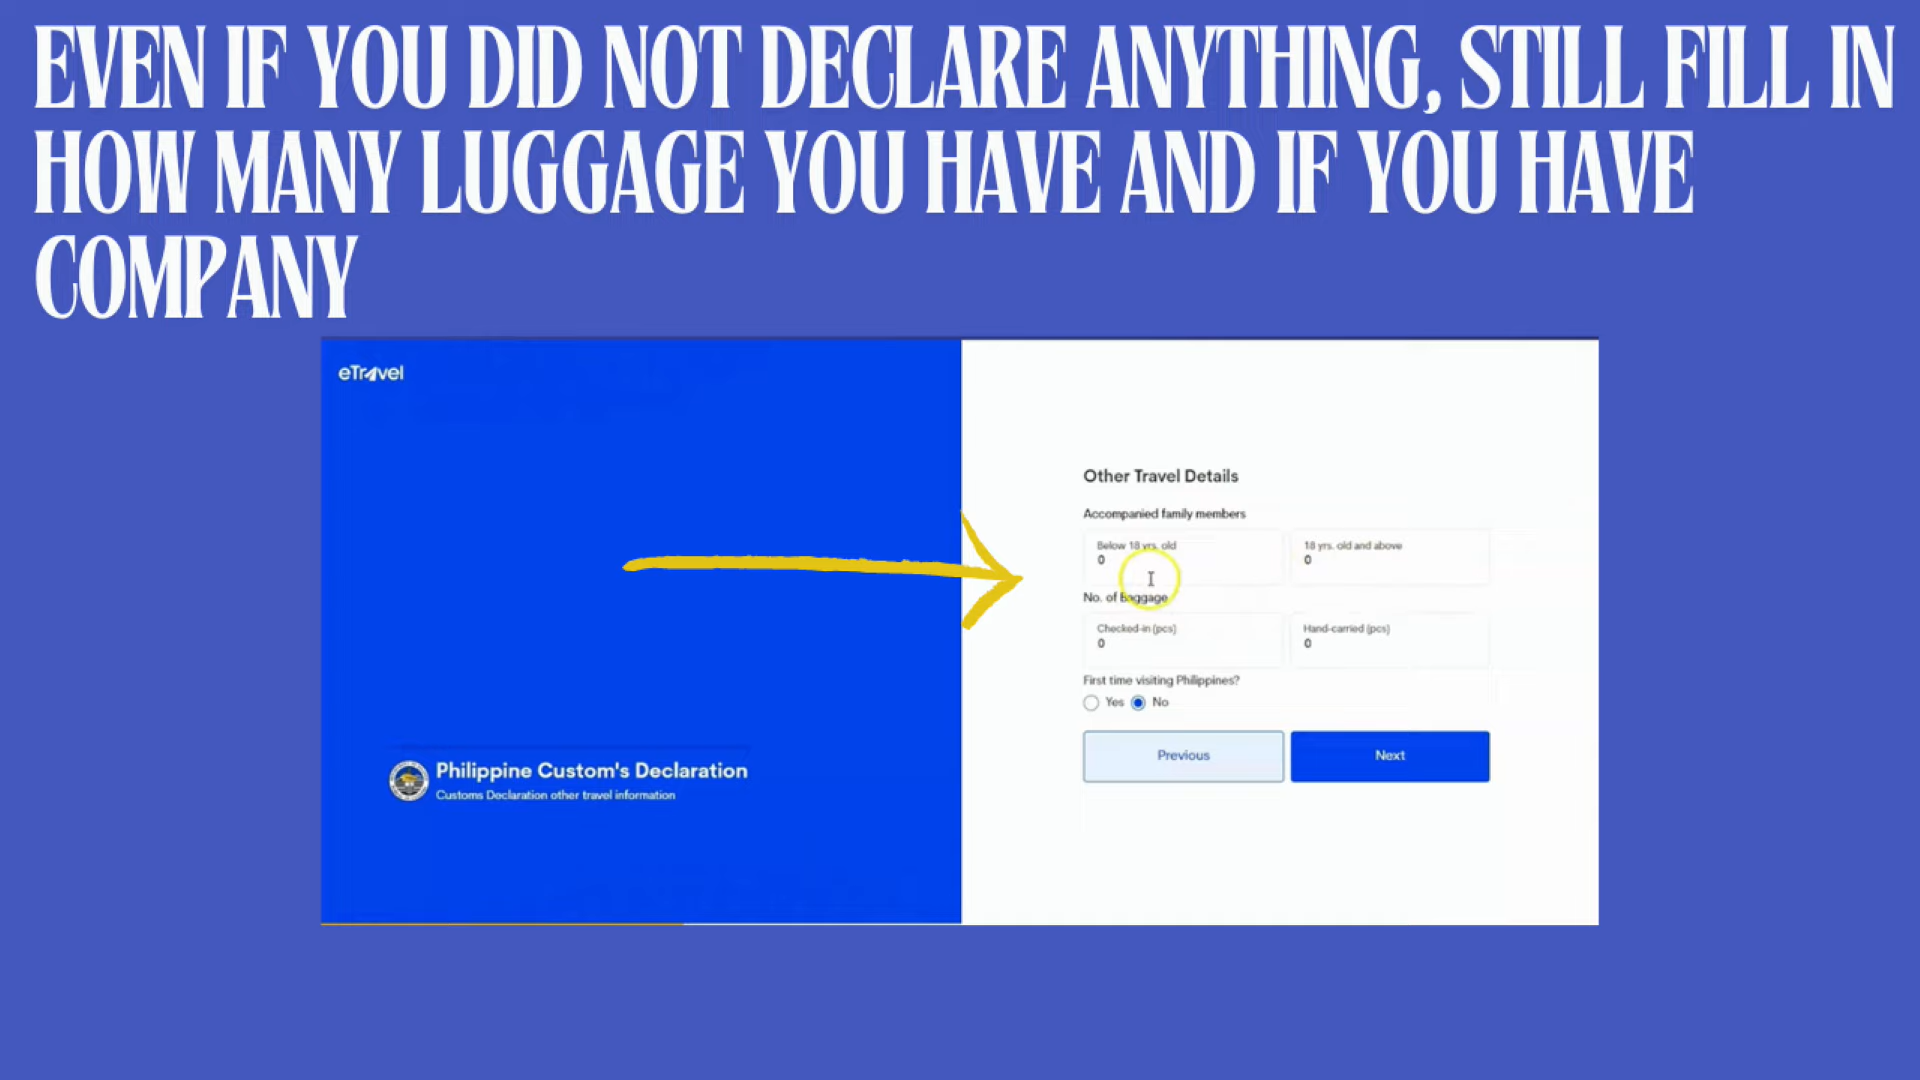 EVEN IF YOU DID NOT DECLARE ANYTHING, STILL FILL IN
HOW MANY LUGGAGE YOU HAVE AND IF YOU HAVE
COMPANY
eTravel
Other Travel Details
Accompanied family members
Below 18 yrs. old
0
18 yrs. old and above
0
No. of Baggage
Checked-in (pcs)
0
Hand-carried (pcs)
0
First time visiting Philippines?
Yes No
Previous
Next
Philippine Custom's Declaration
Customs Declaration other travel information